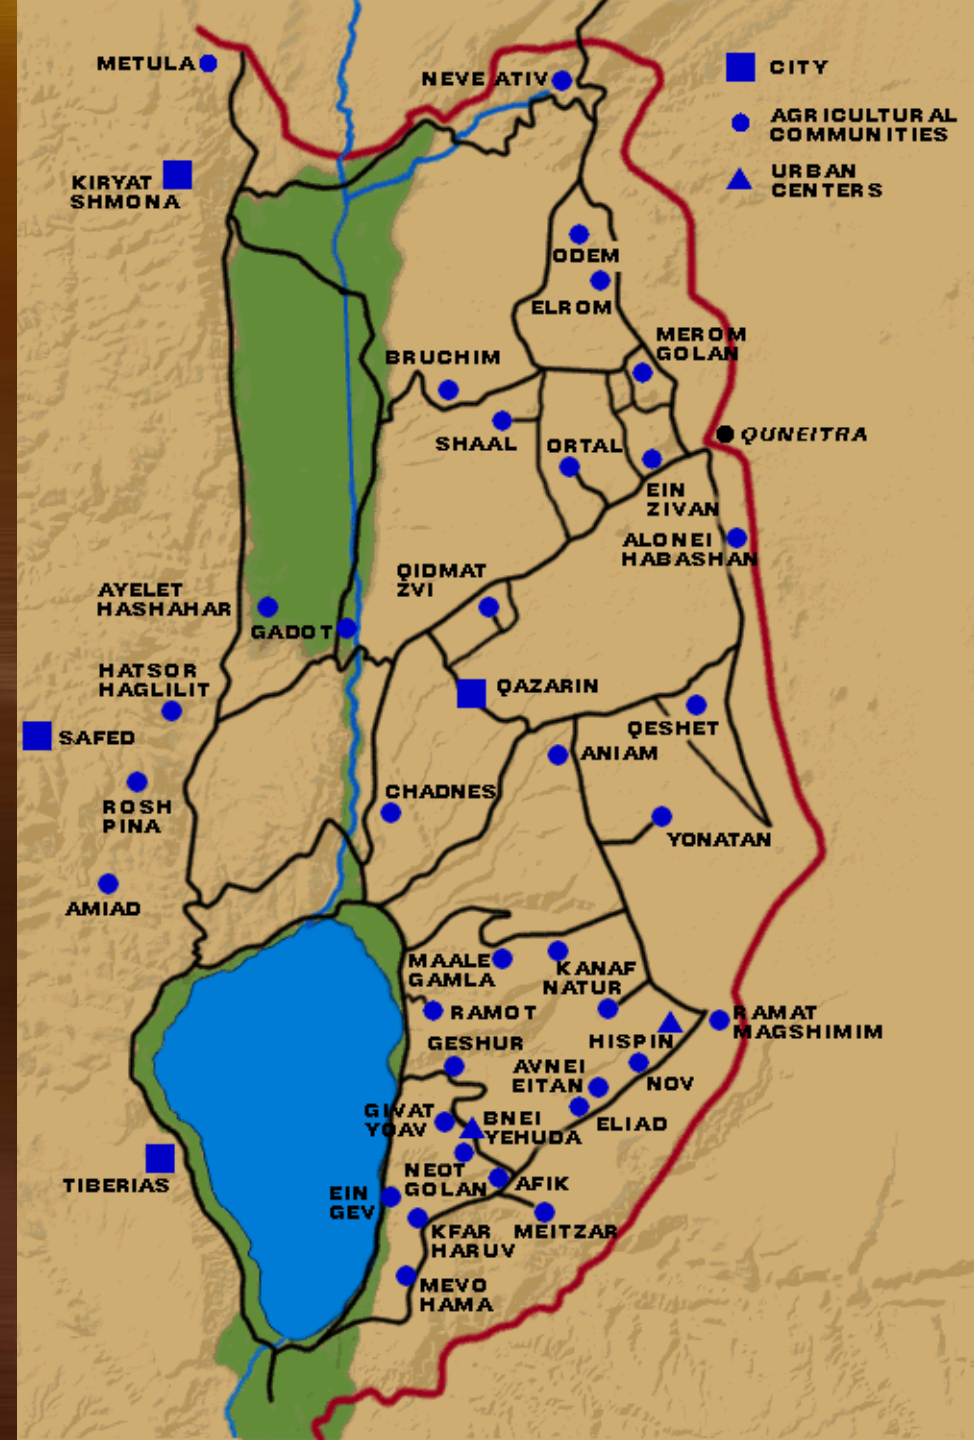 METULA
NEVE ATIV
CITY
AGRICULTURAL
COMMUNITIES
KIRYAT
SHMONA
URBAN
CENTERS
ODEM
ELROM
MEROM
GOLAN
BRUCHIM
SHAAL
ORTAL
QUNEITRA
EIN
ZIVAN
ALONEI
HABASHAN
QIDMAT
ZVI
AYELET
HASHAHAR
GADOT
HATSOR
HAGLILIT
QAZARIN
SAFED
QESHET
ANIAM
ROSH
PINA
CHADNES
YONATAN
AMIAD
MAALE
GAMLA
KANAF
NATUR
RAMOT
RAMAT
MAGSHIMIM
HISPIN
GESHUR
AVNEI
EITAN
NOV
GIVAT
YOAV
BNEI
YEHUDA
ELIAD
TIBERIAS
NEOT
GOLAN
AFIK
EIN
GEV
KFAR
HARUV
MEITZAR
MEVO
HAMA